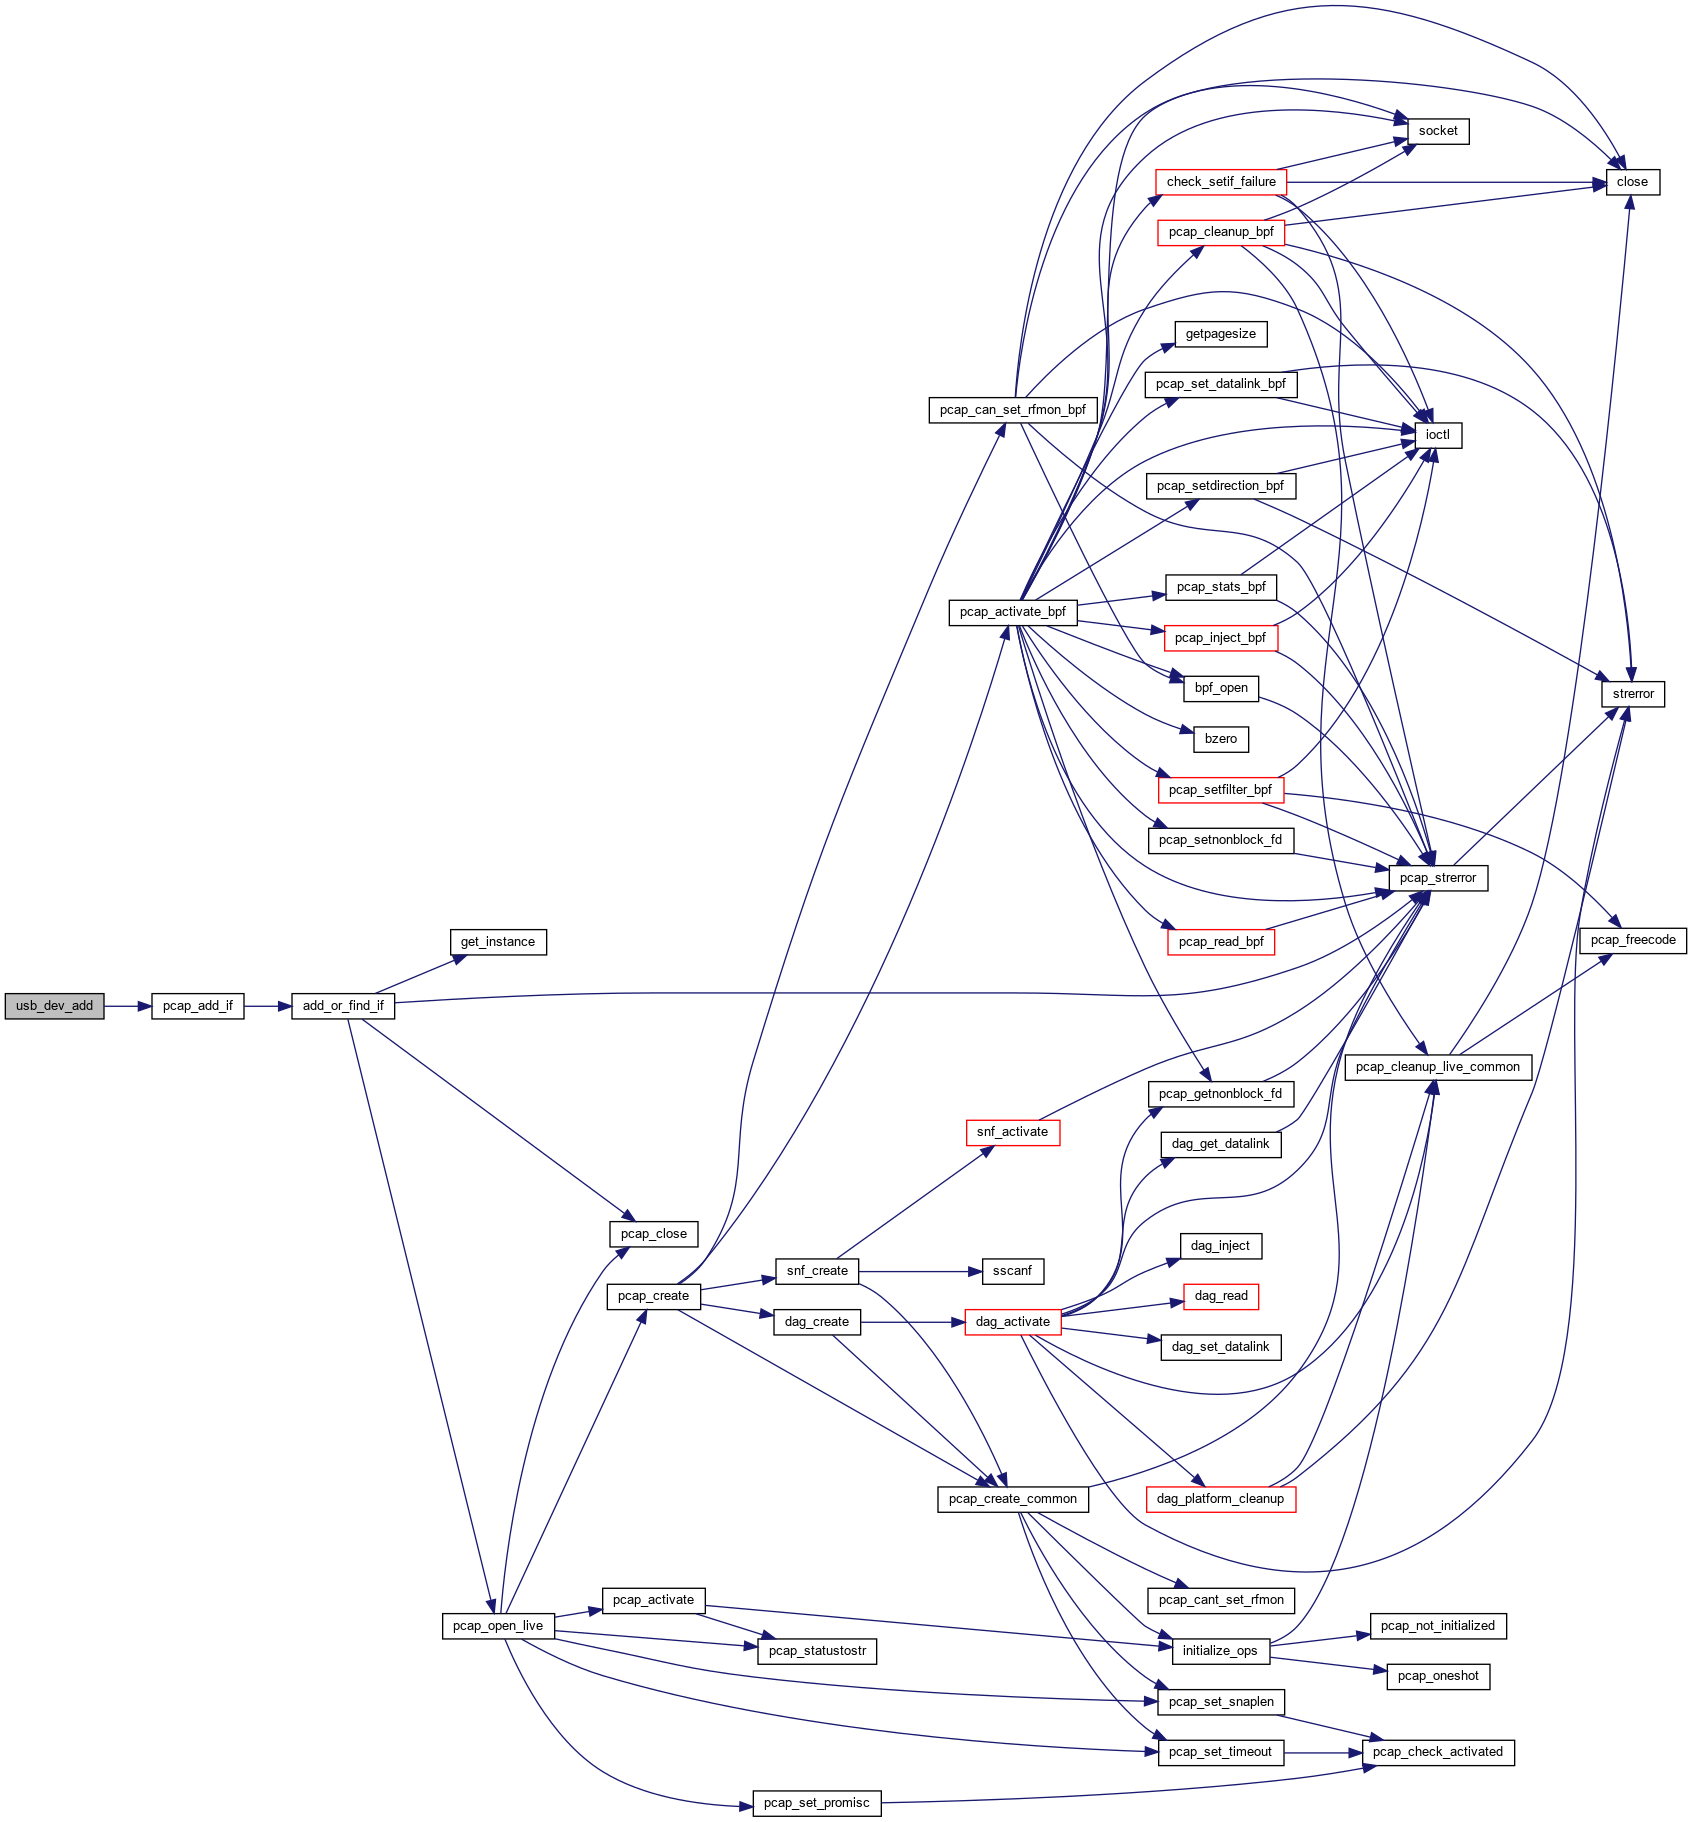 socket
close
check_setif_failure
pcap_cleanup_bpf
getpagesize
pcap_set_datalink_bpf
pcap_can_set_rfmon_bpf
ioctl
pcap_setdirection_bpf
pcap_stats_bpf
pcap_activate_bpf
pcap_inject_bpf
bpf_open
strerror
bzero
pcap_setfilter_bpf
pcap_setnonblock_fd
pcap_strerror
get_instance
pcap_read_bpf
pcap_freecode
usb_dev_add
pcap_add_if
add_or_find_if
pcap_cleanup_live_common
pcap_getnonblock_fd
snf_activate
dag_get_datalink
pcap_close
dag_inject
snf_create
sscanf
pcap_create
dag_read
dag_create
dag_activate
dag_set_datalink
pcap_create_common
dag_platform_cleanup
pcap_activate
pcap_cant_set_rfmon
pcap_open_live
pcap_not_initialized
pcap_statustostr
initialize_ops
pcap_oneshot
pcap_set_snaplen
pcap_set_timeout
pcap_check_activated
pcap_set_promisc